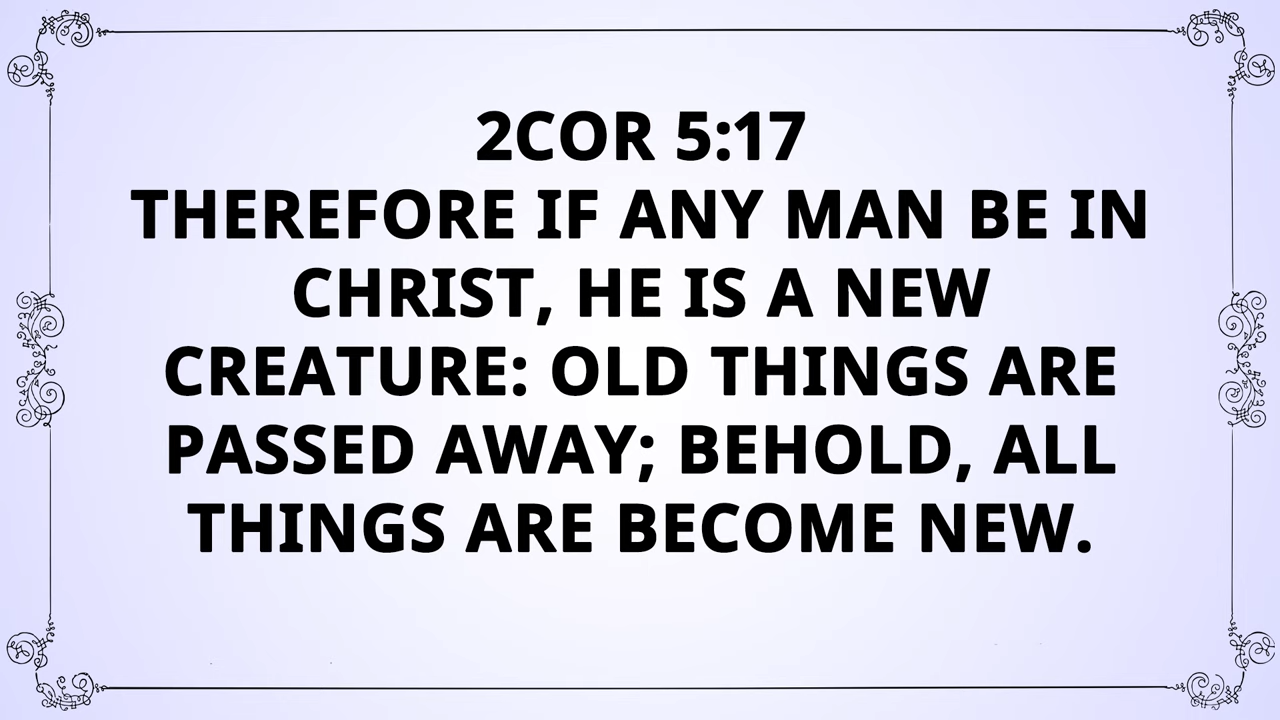 2COR 5:17
THEREFORE IF ANY MAN BE IN
CHRIST, HE IS A NEW
CREATURE: OLD THINGS ARE
PASSED AWAY; BEHOLD, ALL
THINGS ARE BECOME NEW.